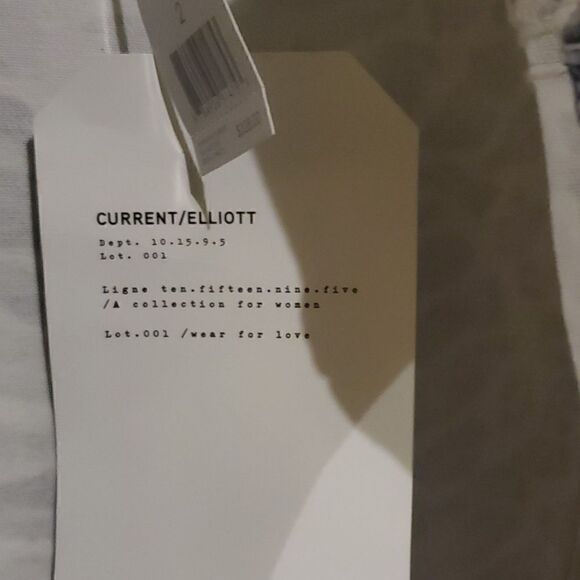 2
CURRENT/ELLIOTT
Dept. 10.15.9.5
Lot. 001
Ligne ten.fifteen.nine.five
/A collection for women
Lot.001 /wear for love